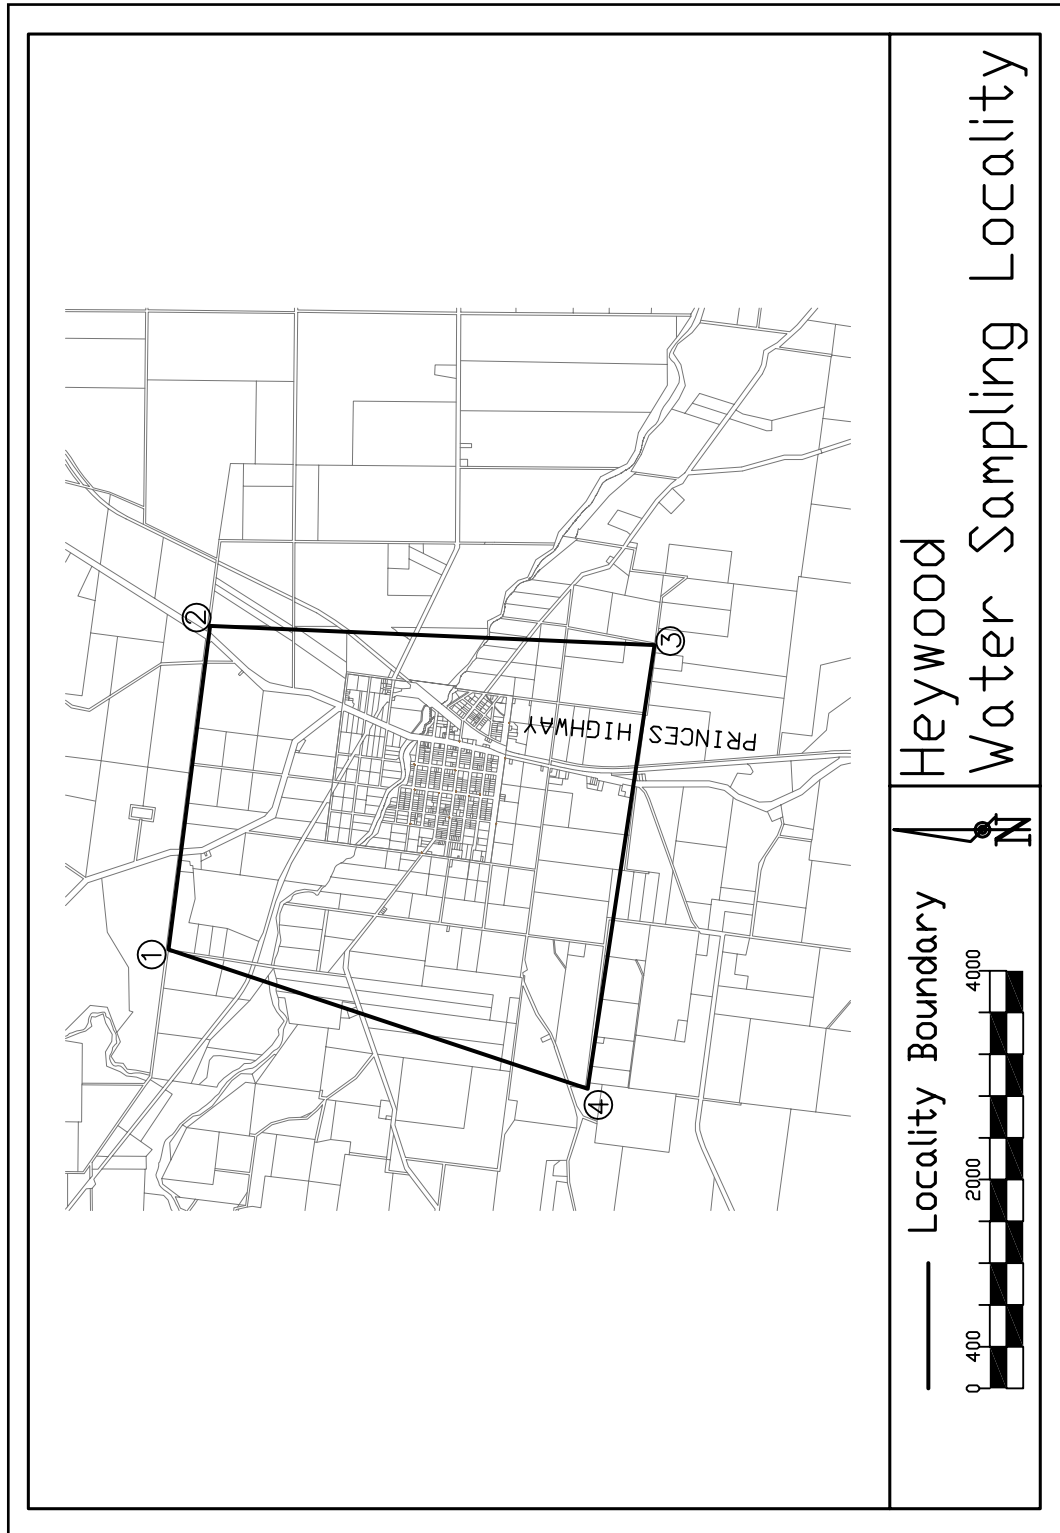 ①
②
③
④
PRINCES HIGHWAY
Heywood
Water Sampling Locality
N
Locality Boundary
0 400 2000 4000